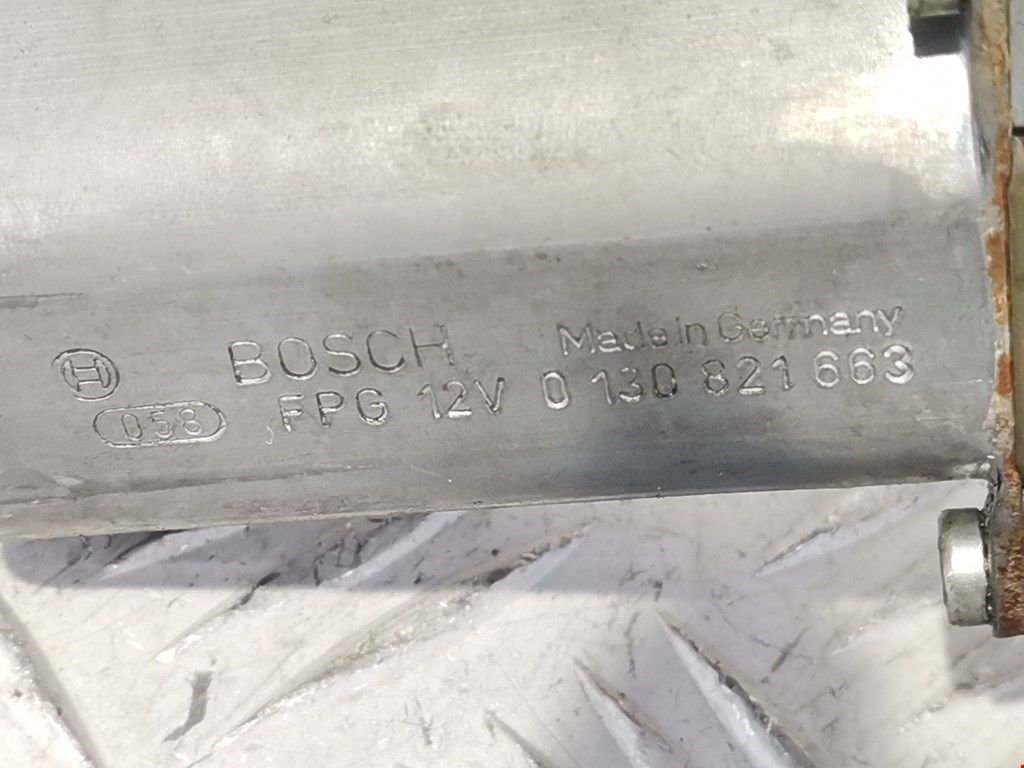 BOSCH Made in Germany
058 FPG 12V 0 130 821 663